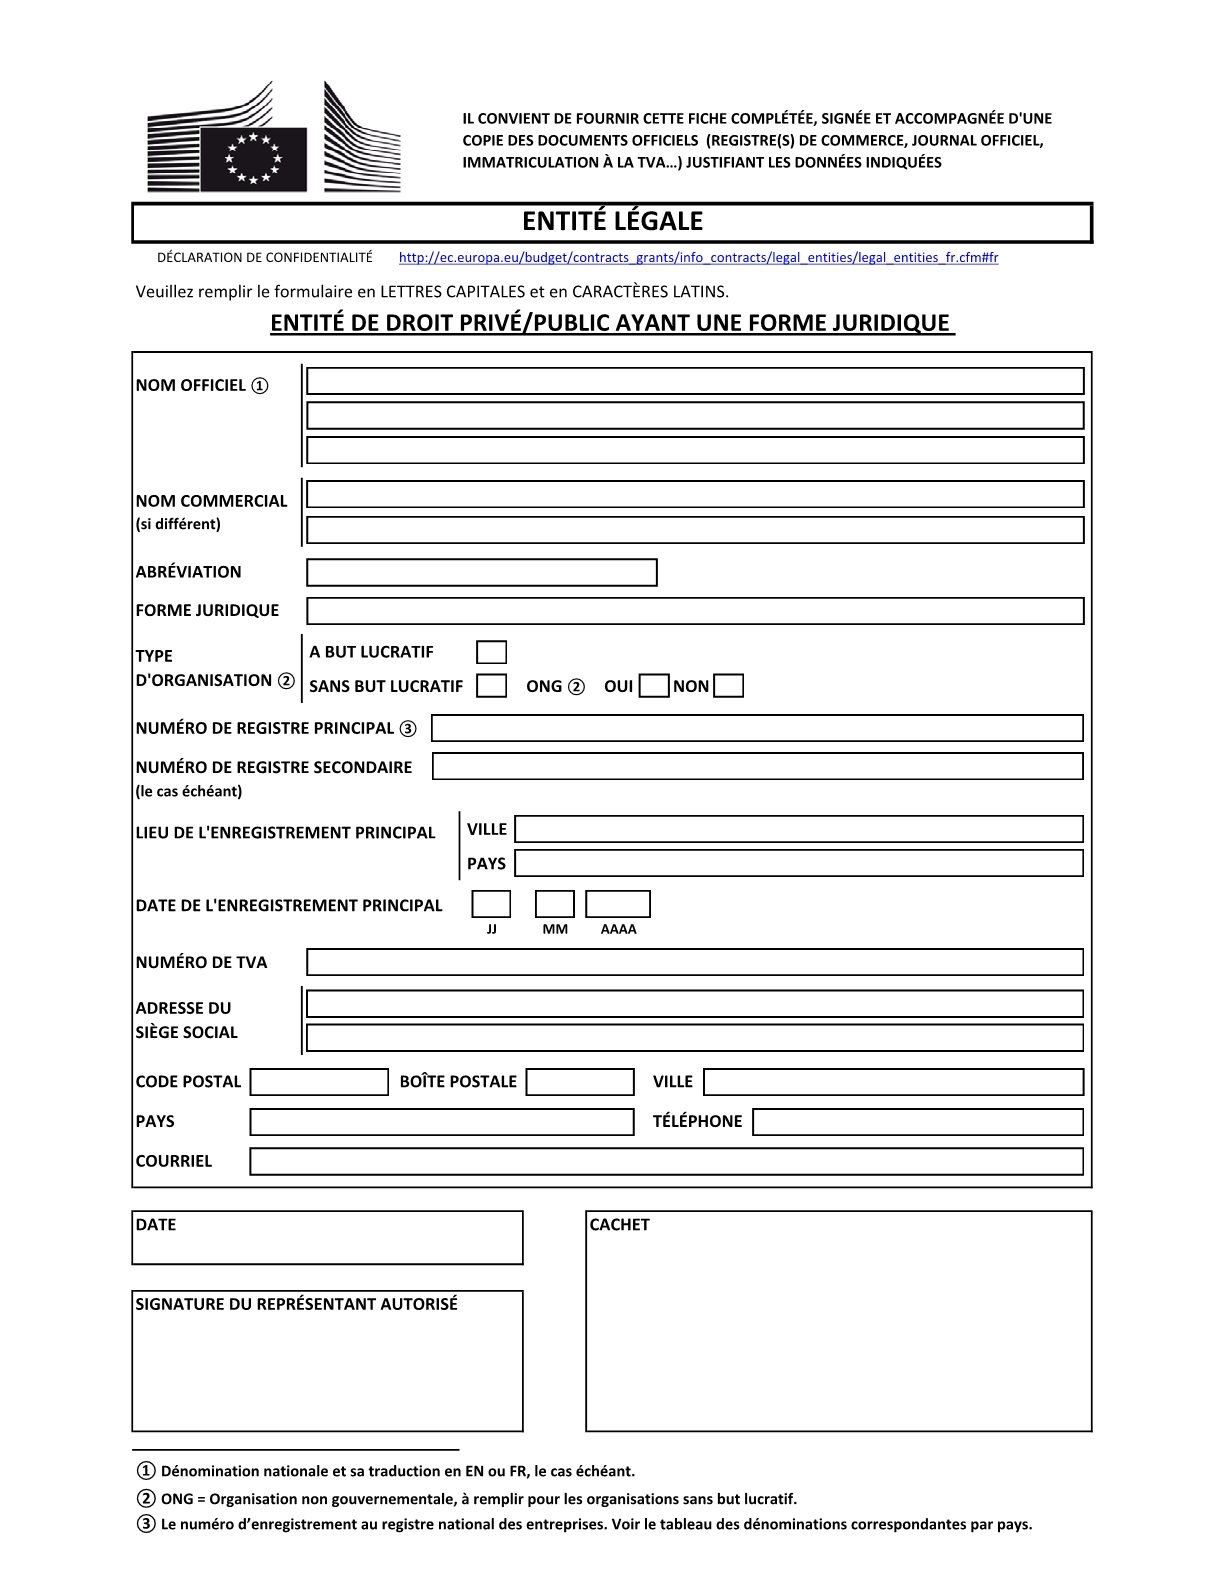 IL CONVIENT DE FOURNIR CETTE FICHE COMPLÉTÉE, SIGNÉE ET ACCOMPAGNÉE D'UNE
COPIE DES DOCUMENTS OFFICIELS (REGISTRE(S) DE COMMERCE, JOURNAL OFFICIEL,
IMMATRICULATION À LA TVA...) JUSTIFIANT LES DONNÉES INDIQUÉES
ENTITÉ LÉGALE
DÉCLARATION DE CONFIDENTIALITÉ http://ec.europa.eu/budget/contracts_grants/info_contracts/legal_entities/legal_entities_fr.cfm#fr
Veuillez remplir le formulaire en LETTRES CAPITALES et en CARACTÈRES LATINS.
ENTITÉ DE DROIT PRIVÉ/PUBLIC AYANT UNE FORME JURIDIQUE
NOM OFFICIEL ①
NOM COMMERCIAL
(si différent)
ABRÉVIATION
FORME JURIDIQUE
TYPE
D'ORGANISATION ②
A BUT LUCRATIF
SANS BUT LUCRATIF ONG ② OUI NON
NUMÉRO DE REGISTRE PRINCIPAL ③
NUMÉRO DE REGISTRE SECONDAIRE
(le cas échéant)
LIEU DE L'ENREGISTREMENT PRINCIPAL VILLE
PAYS
DATE DE L'ENREGISTREMENT PRINCIPAL
JJ MM AAAA
NUMÉRO DE TVA
ADRESSE DU
SIÈGE SOCIAL
CODE POSTAL BOÎTE POSTALE VILLE
PAYS TÉLÉPHONE
COURRIEL
DATE
CACHET
SIGNATURE DU REPRÉSENTANT AUTORISÉ
① Dénomination nationale et sa traduction en EN ou FR, le cas échéant.
② ONG = Organisation non gouvernementale, à remplir pour les organisations sans but lucratif.
③ Le numéro d’enregistrement au registre national des entreprises. Voir le tableau des dénominations correspondantes par pays.